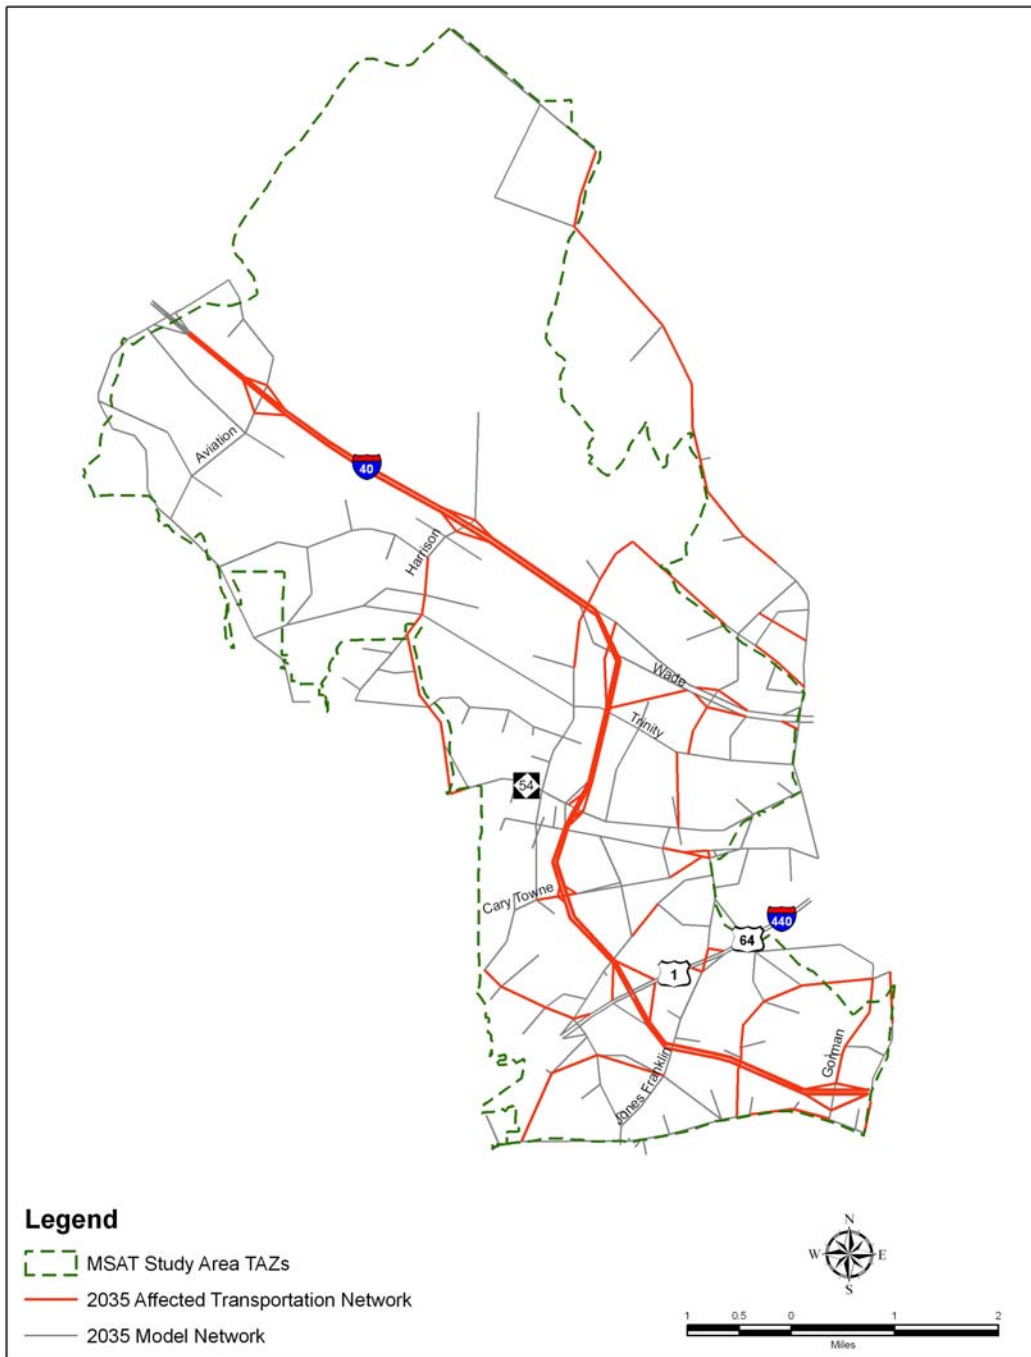 Aviation
40
Harrison
Wade
Trinity
54
Cary Towne
440
64
1
Gorman
Jones Franklin
Legend
MSAT Study Area TAZs
2035 Affected Transportation Network
2035 Model Network
N
W E
S
1 0.5 0 1 2
Miles